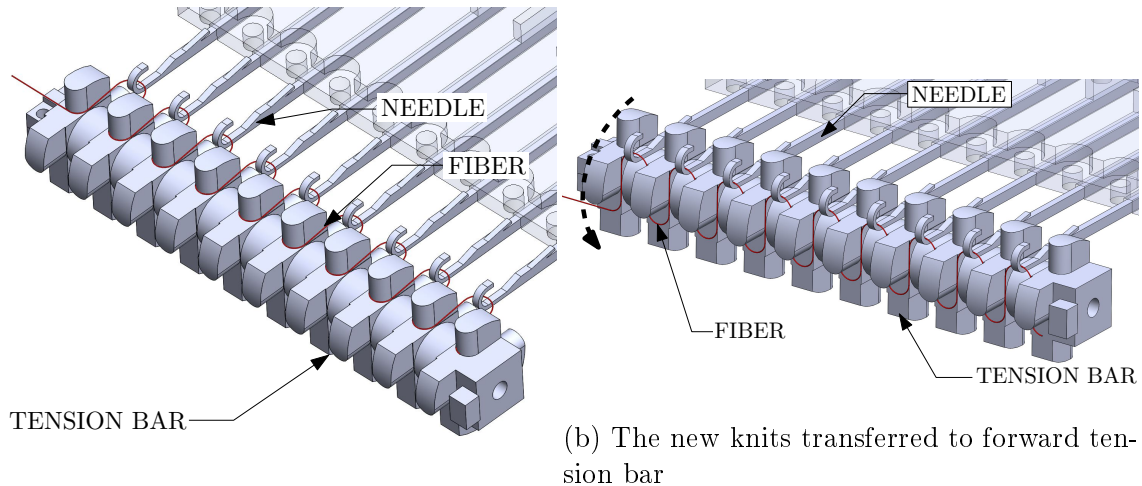 NEEDLE
FIBER
TENSION BAR
NEEDLE
FIBER
TENSION BAR
(b) The new knits transferred to forward ten-
sion bar